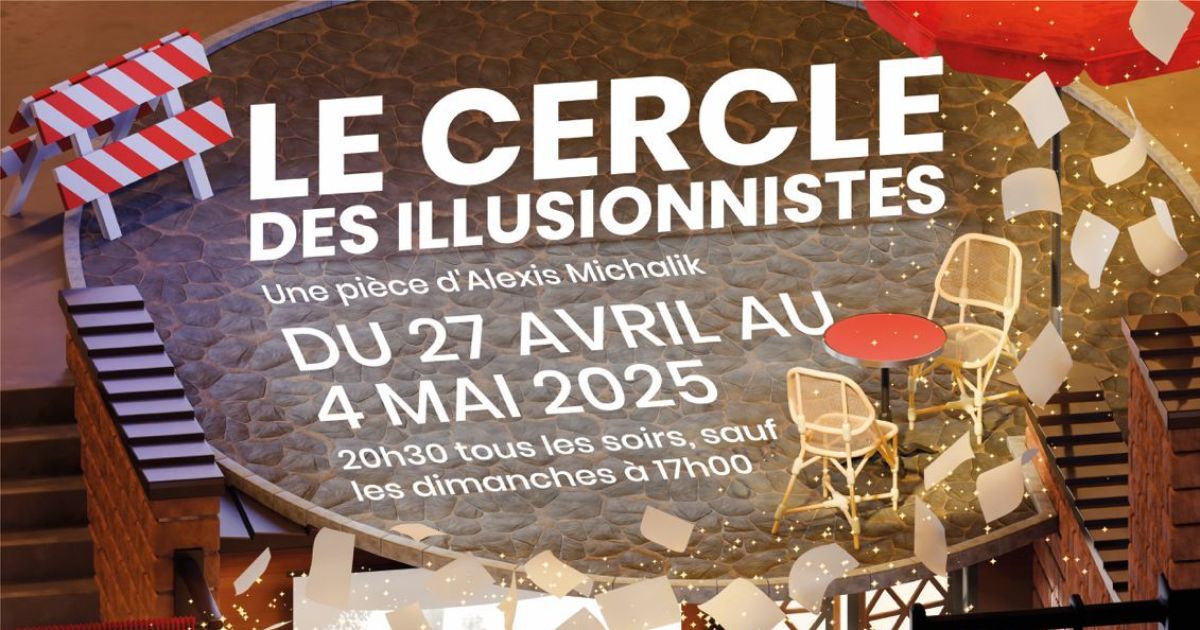 LE CERCLE
DES ILLUSIONNISTES
Une pièce d'Alexis Michalik
DU 27 AVRIL AU
4 MAI 2025
20h30 tous les soirs, sauf
les dimanches à 17h00